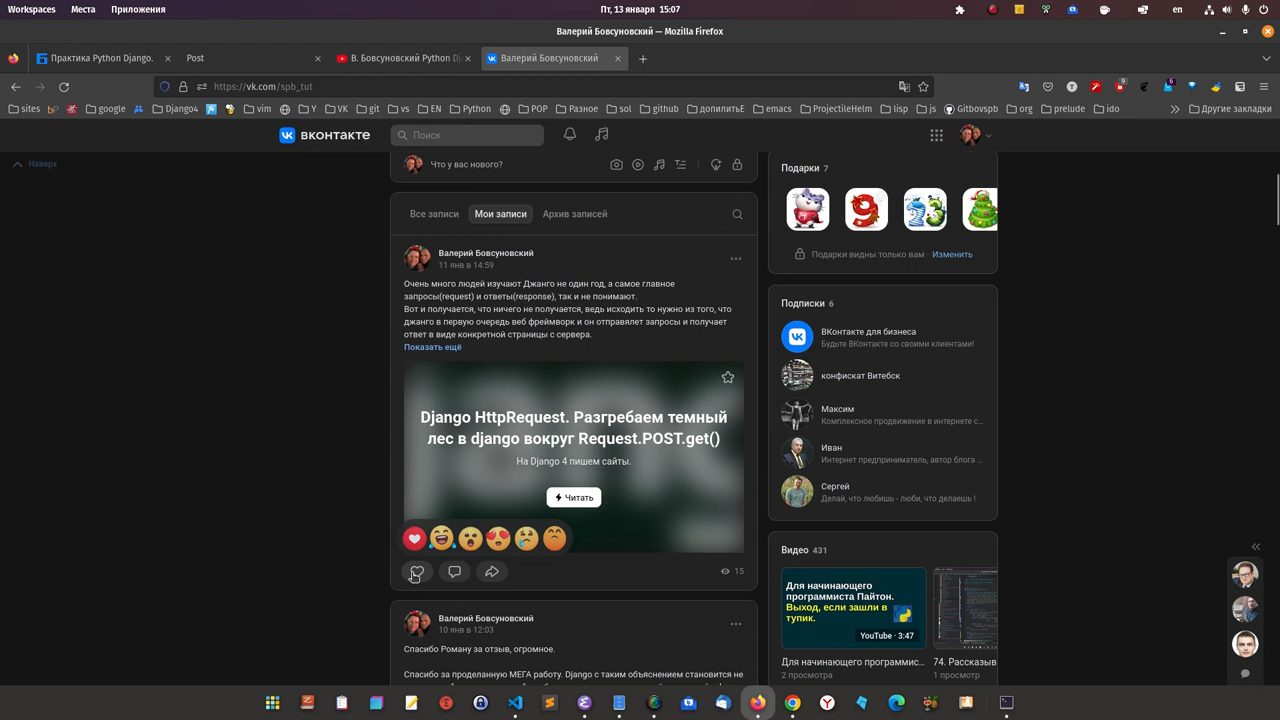 Workspaces Места Приложения Пт, 13 января 15:07 en
Валерий Бовсуновский — Mozilla Firefox
Практика Python Django. Post В. Бовсуновский Python Dj Валерий Бовсуновский
https://vk.com/spb_tut
sites google Django4 vim Y VK git vs EN Python POP Разное sol github допилитьЕ emacs ProjectileHelm lisp js Gitbovspb org prelude ido Другие закладки
вконтакте Поиск
Наверх
Что у вас нового?
Все записи Мои записи Архив записей
Валерий Бовсуновский
11 янв в 14:59
Очень много людей изучают Джанго не один год, а самое главное
запросы(request) и ответы(response), так и не понимают.
Вот и получается, что ничего не получается, ведь исходить то нужно из того, что
джанго в первую очередь веб фреймворк и он отправялет запросы и получает
ответ в виде конкретной страницы с сервера.
Показать ещё
Django HttpRequest. Разгребаем темный
лес в django вокруг Request.POST.get()
На Django 4 пишем сайты.
Читать
15
Валерий Бовсуновский
10 янв в 12:03
Спасибо Роману за отзыв, огромное.
Спасибо за проделанную МЕГА работу. Django с таким объяснением становится не
Подарки 7
Подарки видны только вам · Изменить
Подписки 6
ВКонтакте для бизнеса
Будьте ВКонтакте со своими клиентами!
конфискат Витебск
Максим
Комплексное продвижение в интернете с...
Иван
Интернет предприниматель, автор блога ...
Сергей
Делай, что любишь - люби, что делаешь !
Видео 431
Для начинающего
программиста Пайтон.
Выход, если зашли в
тупик.
YouTube · 3:47
Для начинающего программис...
2 просмотра
74. Рассказыв
1 просмотр